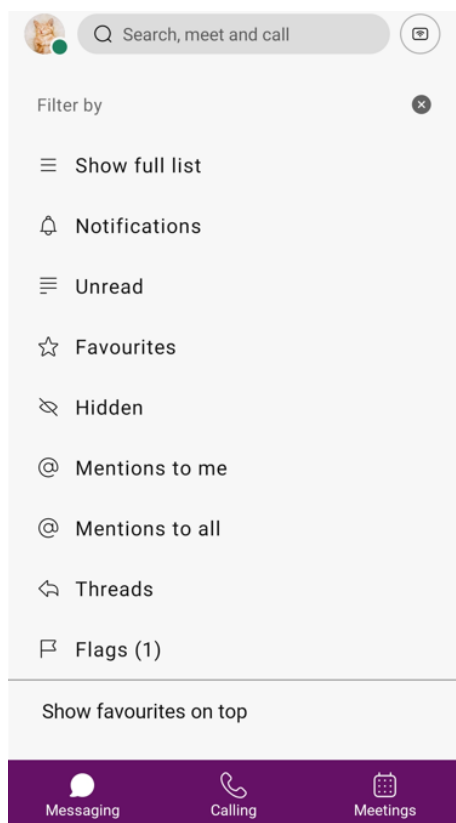 Search, meet and call
Filter by
Show full list
Notifications
Unread
Favourites
Hidden
Mentions to me
Mentions to all
Threads
Flags (1)
Show favourites on top
Messaging Calling Meetings